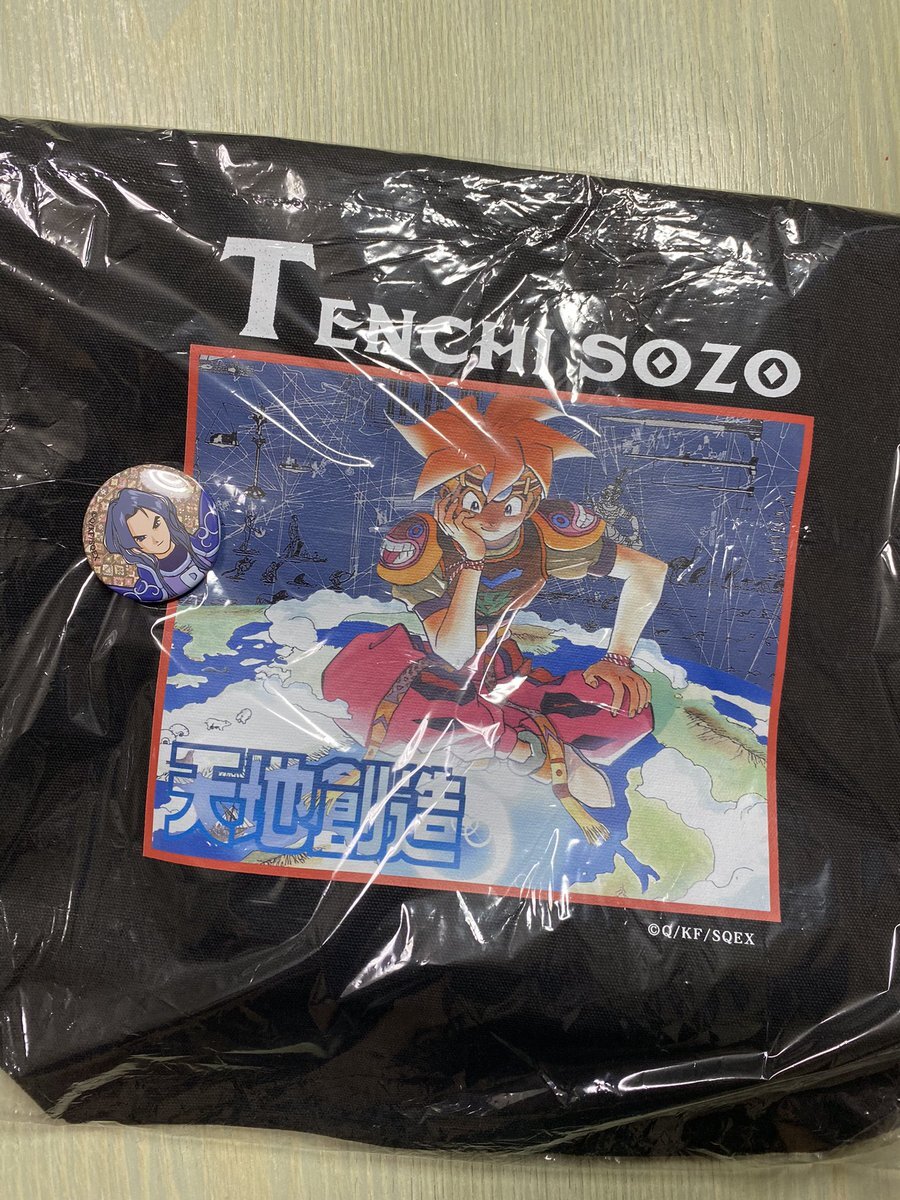 TENCHI SOZO
天地創造
©Q/KF/SQEX